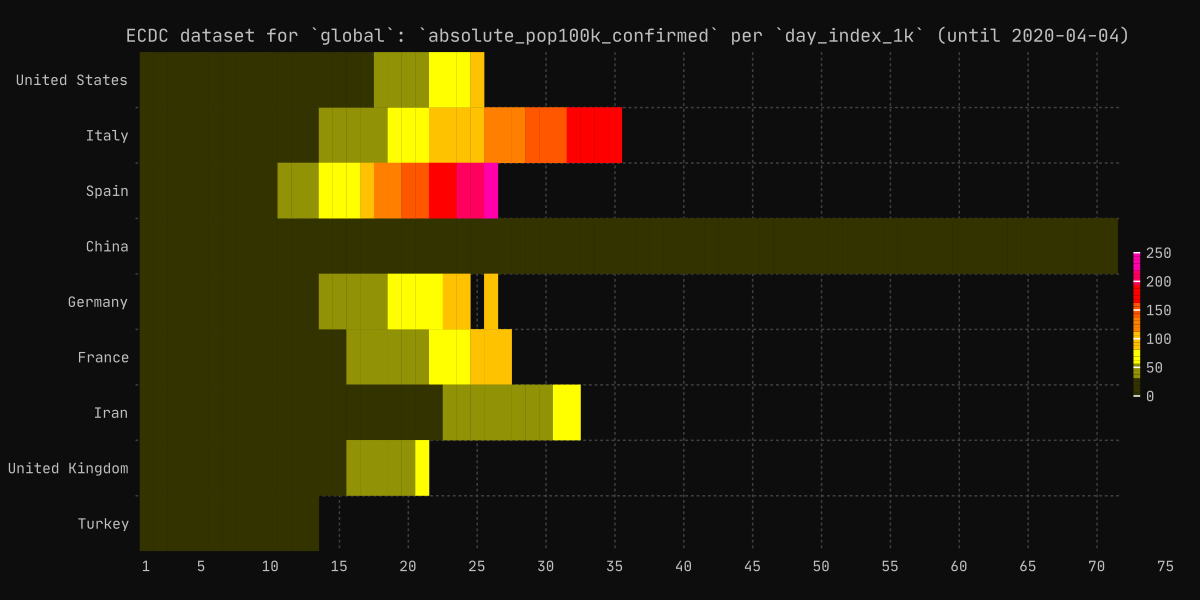 ECDC dataset for `global`: `absolute_pop100k_confirmed` per `day_index_1k` (until 2020-04-04)
United States
Italy
Spain
China
Germany
France
Iran
United Kingdom
Turkey
250
200
150
100
50
0
1 5 10 15 20 25 30 35 40 45 50 55 60 65 70 75